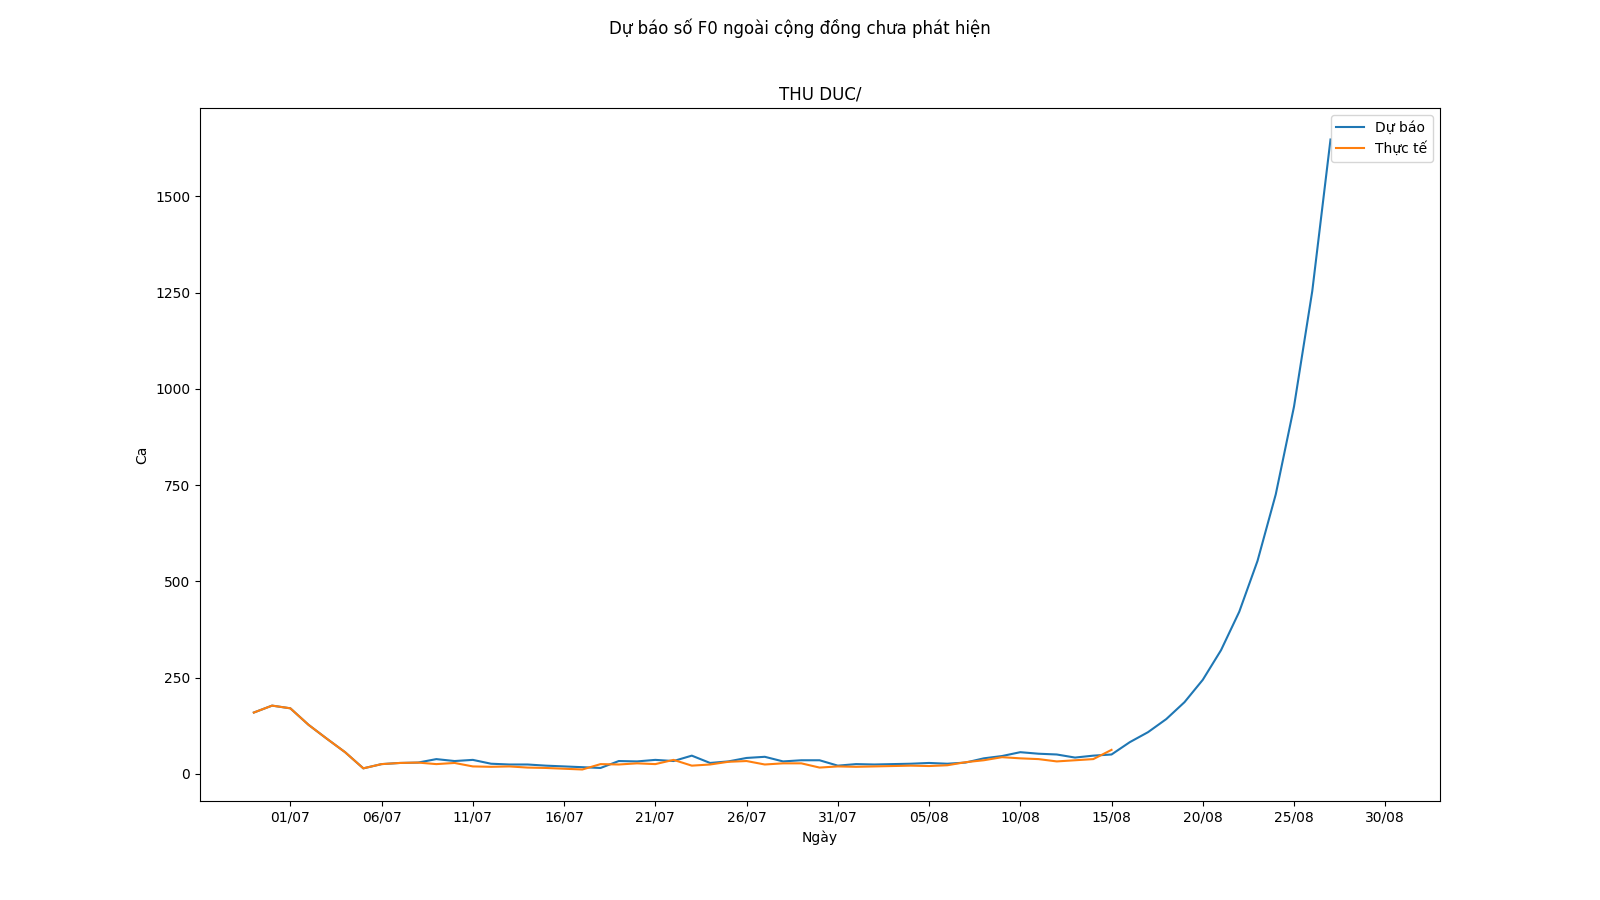 Dự báo số F0 ngoài cộng đồng chưa phát hiện
THU DUC/
Dự báo
Thực tế
1500
1250
1000
750
500
250
0
Ca
01/07 06/07 11/07 16/07 21/07 26/07 31/07 05/08 10/08 15/08 20/08 25/08 30/08
Ngày